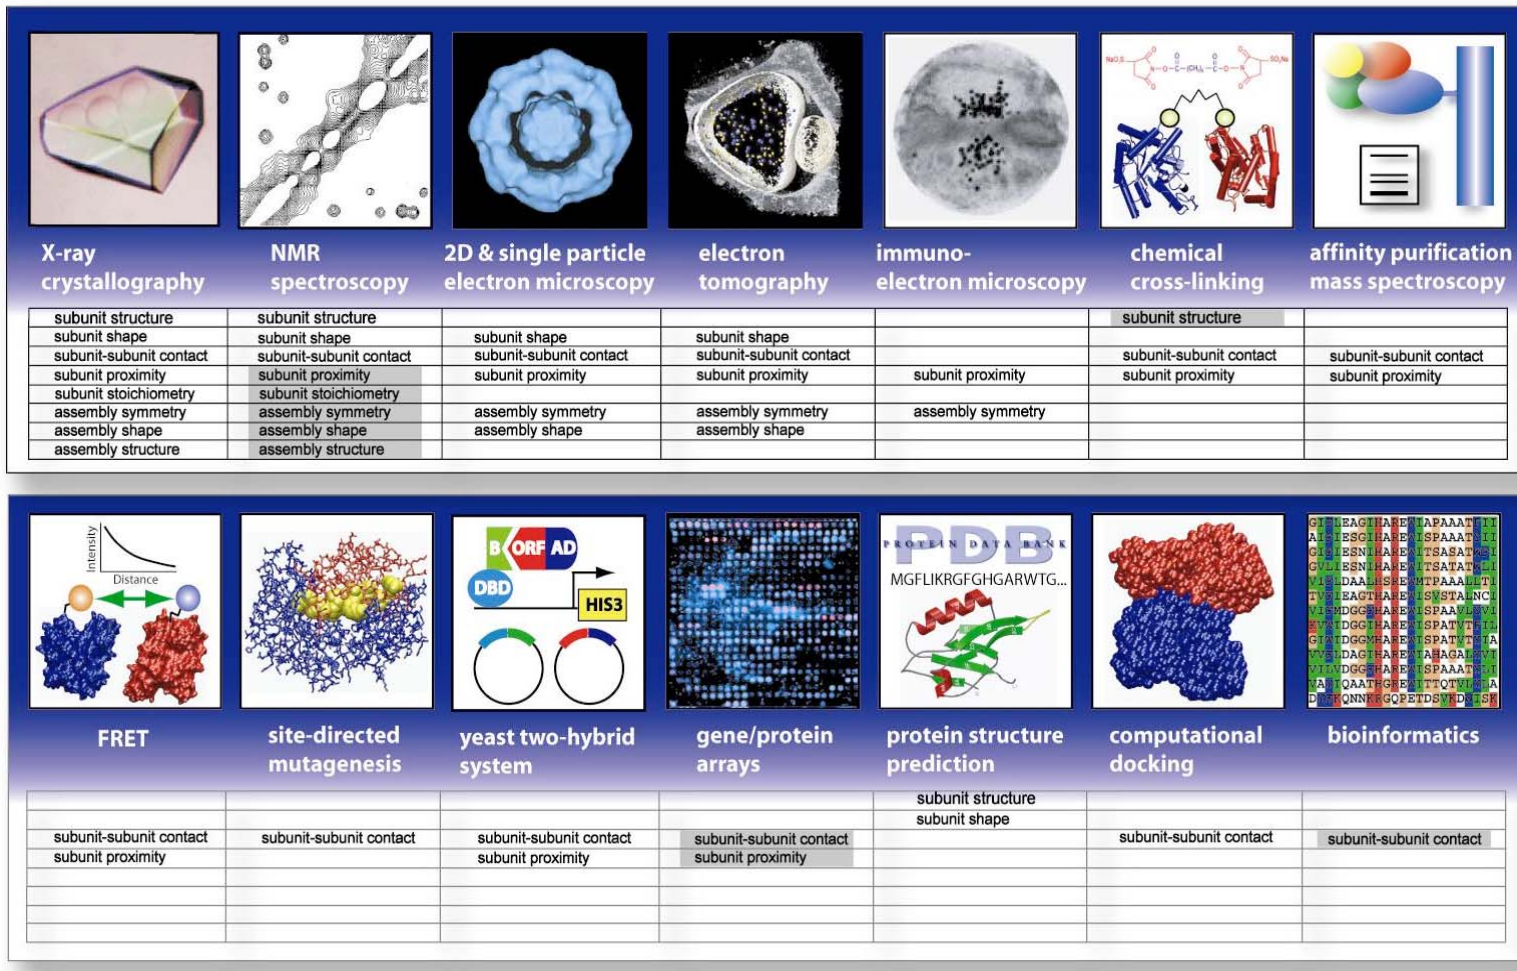 NaO₃S
SO₃Na
X-ray
crystallography
NMR
spectroscopy
2D & single particle
electron microscopy
electron
tomography
immuno-
electron microscopy
chemical
cross-linking
affinity purification
mass spectroscopy
subunit structure
subunit structure
subunit structure
subunit shape
subunit shape
subunit shape
subunit shape
subunit-subunit contact
subunit-subunit contact
subunit-subunit contact
subunit-subunit contact
subunit-subunit contact
subunit-subunit contact
subunit proximity
subunit proximity
subunit proximity
subunit proximity
subunit proximity
subunit proximity
subunit proximity
subunit stoichiometry
subunit stoichiometry
assembly symmetry
assembly symmetry
assembly symmetry
assembly symmetry
assembly symmetry
assembly shape
assembly shape
assembly shape
assembly shape
assembly structure
assembly structure
Intensity
Distance
B ORF AD
DBD
HIS3
PDB
PROTEIN DATA BANK
MGFLIKRGFGHGARWTG...
FRET
site-directed
mutagenesis
yeast two-hybrid
system
gene/protein
arrays
protein structure
prediction
computational
docking
bioinformatics
subunit structure
subunit shape
subunit-subunit contact
subunit-subunit contact
subunit-subunit contact
subunit-subunit contact
subunit-subunit contact
subunit-subunit contact
subunit proximity
subunit proximity
subunit proximity